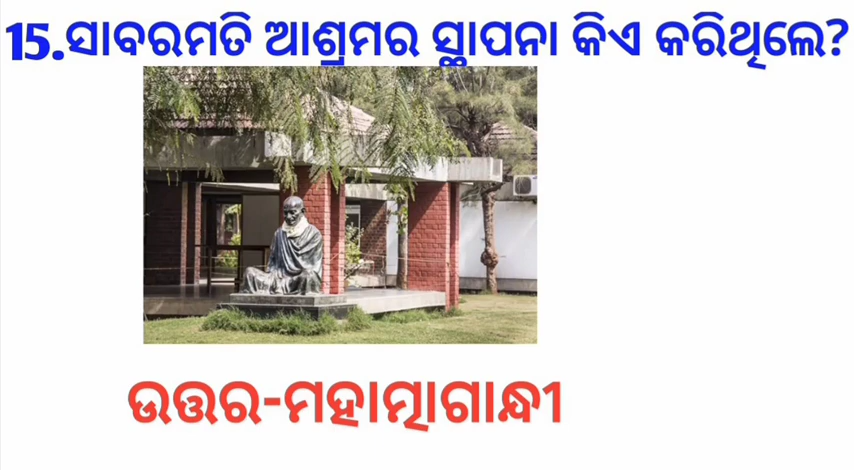 15.ସାବରମତି ଆଶ୍ରମର ସ୍ଥାପନା କିଏ କରିଥିଲେ?
ଉତ୍ତର-ମହାତ୍ମାଗାନ୍ଧୀ